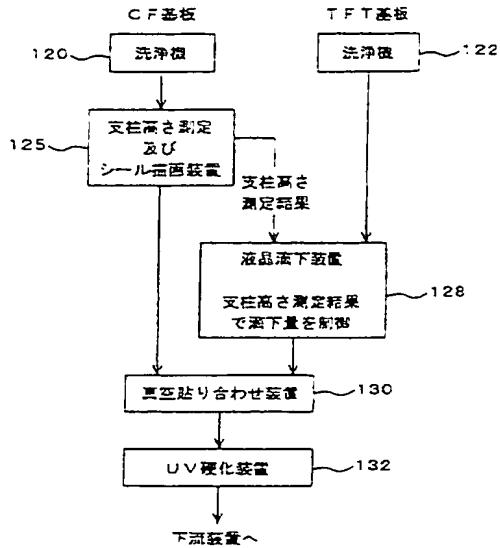 CF基板
TFT基板
120
洗浄機
洗浄機
122
125
支柱高さ測定
及び
シール描画装置
支柱高さ
測定結果
液晶滴下装置
支柱高さ測定結果
で滴下量を制御
128
真空貼り合わせ装置
130
UV硬化装置
132
下流装置へ